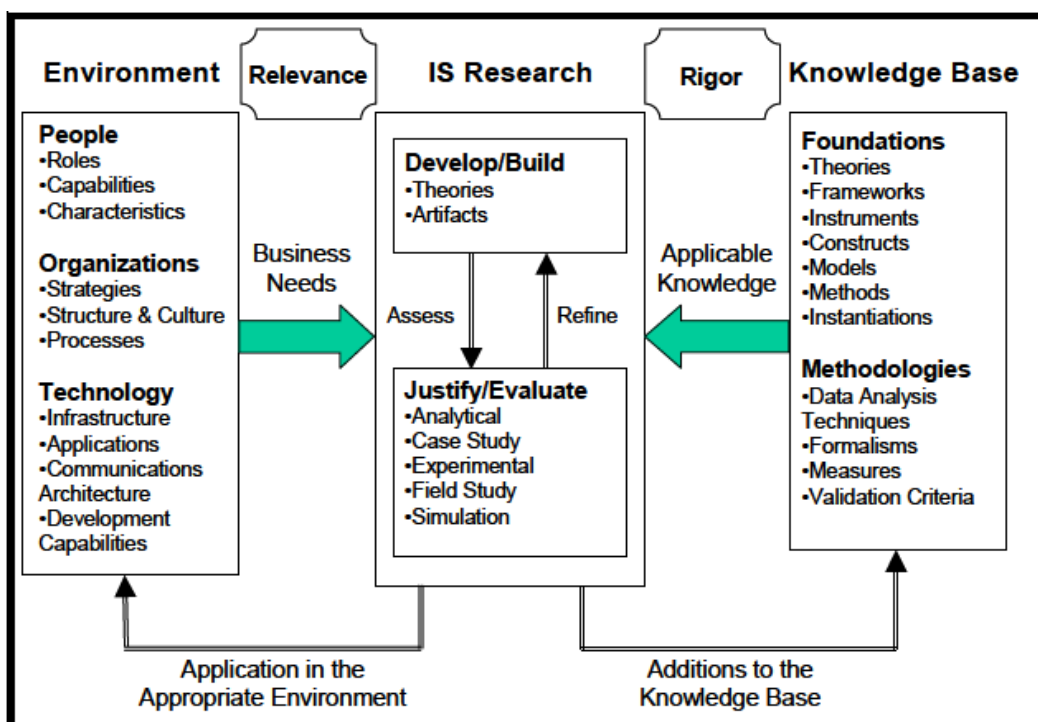 Environment
Relevance
IS Research
Rigor
Knowledge Base
People
•Roles
•Capabilities
•Characteristics
Organizations
•Strategies
•Structure & Culture
•Processes
Technology
•Infrastructure
•Applications
•Communications
Architecture
•Development
Capabilities
Business
Needs
Develop/Build
•Theories
•Artifacts
Assess
Refine
Justify/Evaluate
•Analytical
•Case Study
•Experimental
•Field Study
•Simulation
Applicable
Knowledge
Foundations
•Theories
•Frameworks
•Instruments
•Constructs
•Models
•Methods
•Instantiations
Methodologies
•Data Analysis
Techniques
•Formalisms
•Measures
•Validation Criteria
Application in the
Appropriate Environment
Additions to the
Knowledge Base